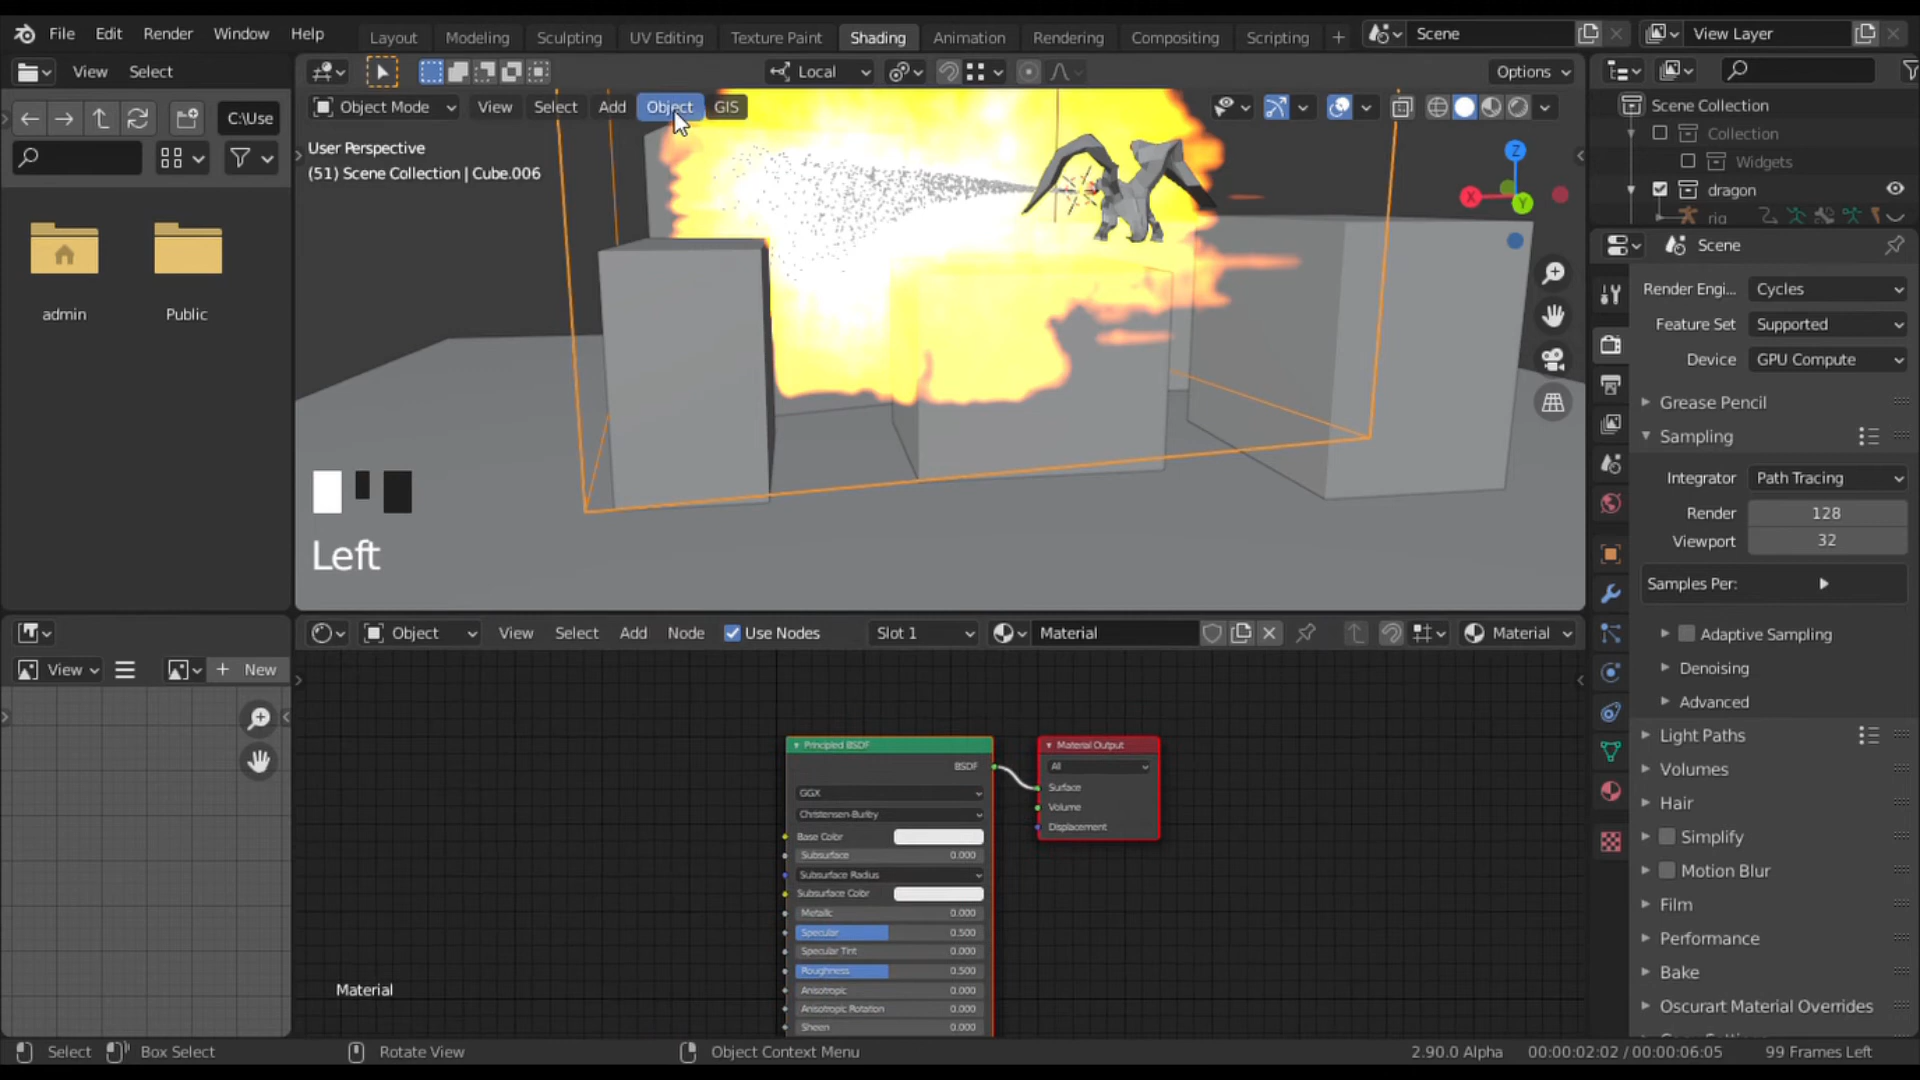 File Edit Render Window Help Layout Modeling Sculpting UV Editing Texture Paint Shading Animation Rendering Compositing Scripting + Scene View Layer
View Select
Local
Options
C:\Use
Object Mode View Select Add Object GIS
User Perspective
(51) Scene Collection | Cube.006
admin
Public
Z
X
Y
Left
Scene Collection
Collection
Widgets
dragon
rig
Scene
Render Engi... Cycles
Feature Set Supported
Device GPU Compute
Grease Pencil
Sampling
Integrator Path Tracing
Render 128
Viewport 32
Samples Per:
Adaptive Sampling
Denoising
Advanced
Light Paths
Volumes
Hair
Simplify
Motion Blur
Film
Performance
Bake
Oscurart Material Overrides
View
+ New
Object View Select Add Node Use Nodes Slot 1 Material Material
Principled BSDF
BSDF
GGX
Christensen-Burley
Base Color
Subsurface 0.000
Subsurface Radius
Subsurface Color
Metallic 0.000
Specular 0.500
Specular Tint 0.000
Roughness 0.500
Anisotropic 0.000
Anisotropic Rotation 0.000
Sheen 0.000
Material Output
All
Surface
Volume
Displacement
Material
Select Box Select Rotate View Object Context Menu 2.90.0 Alpha 00:00:02:02 / 00:00:06:05 99 Frames Left